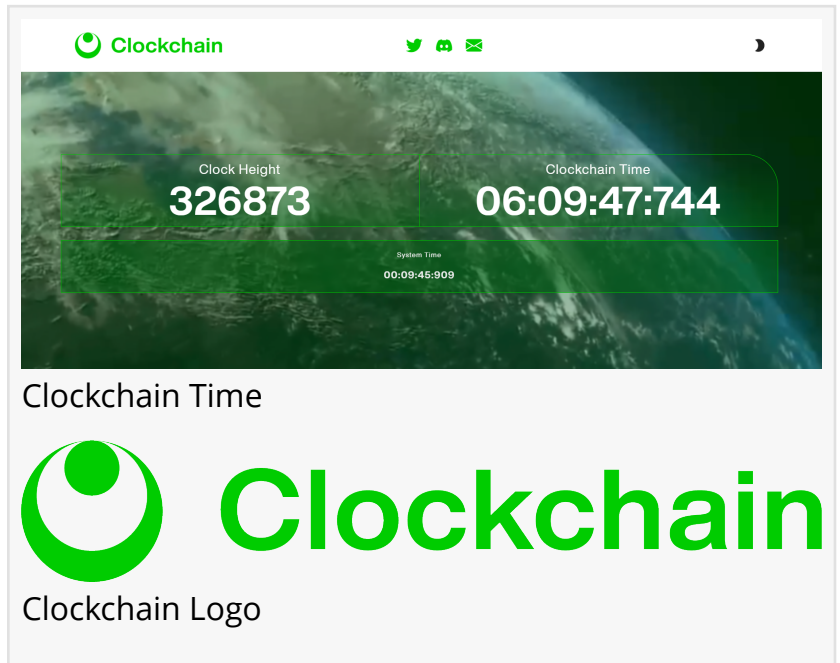 Clockchain
Clock Height
326873
Clockchain Time
06:09:47:744
System Time
00:09:45:909
Clockchain Time
Clockchain
Clockchain Logo